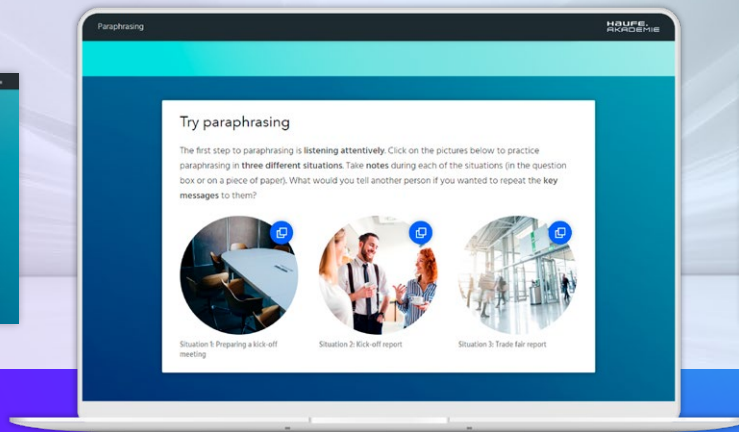 Paraphrasing
HAUFE.
AKADEMIE
Try paraphrasing
The first step to paraphrasing is listening attentively. Click on the pictures below to practice
paraphrasing in three different situations. Take notes during each of the situations (in the question
box or on a piece of paper). What would you tell another person if you wanted to repeat the key
messages to them?
Situation 1: Preparing a kick-off
meeting
Situation 2: Kick-off report
Situation 3: Trade fair report